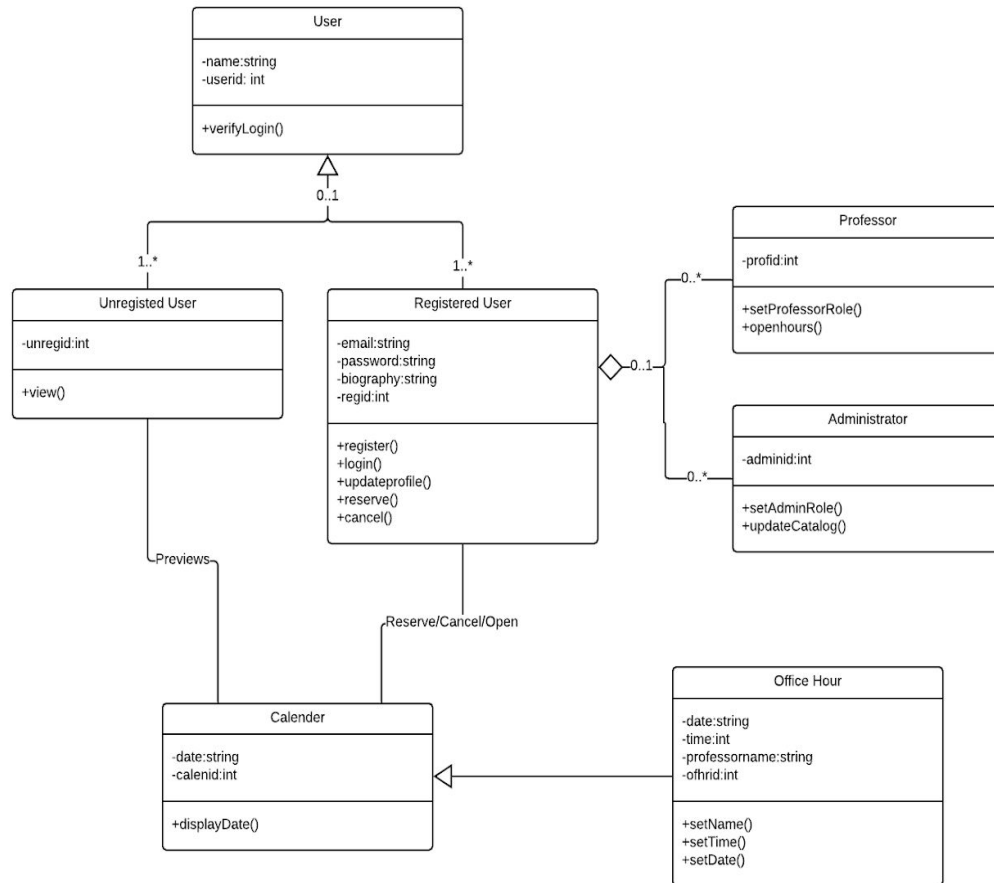 User
-name:string
-userid: int
+verifyLogin()
0..1
1..*
1..*
Unregisted User
-unregid:int
+view()
Registered User
-email:string
-password:string
-biography:string
-regid:int
+register()
+login()
+updateprofile()
+reserve()
+cancel()
0..1
0..*
0..*
Professor
-profid:int
+setProfessorRole()
+openhours()
Administrator
-adminid:int
+setAdminRole()
+updateCatalog()
Previews
Reserve/Cancel/Open
Calender
-date:string
-calenid:int
+displayDate()
Office Hour
-date:string
-time:int
-professorname:string
-ofhrid:int
+setName()
+setTime()
+setDate()